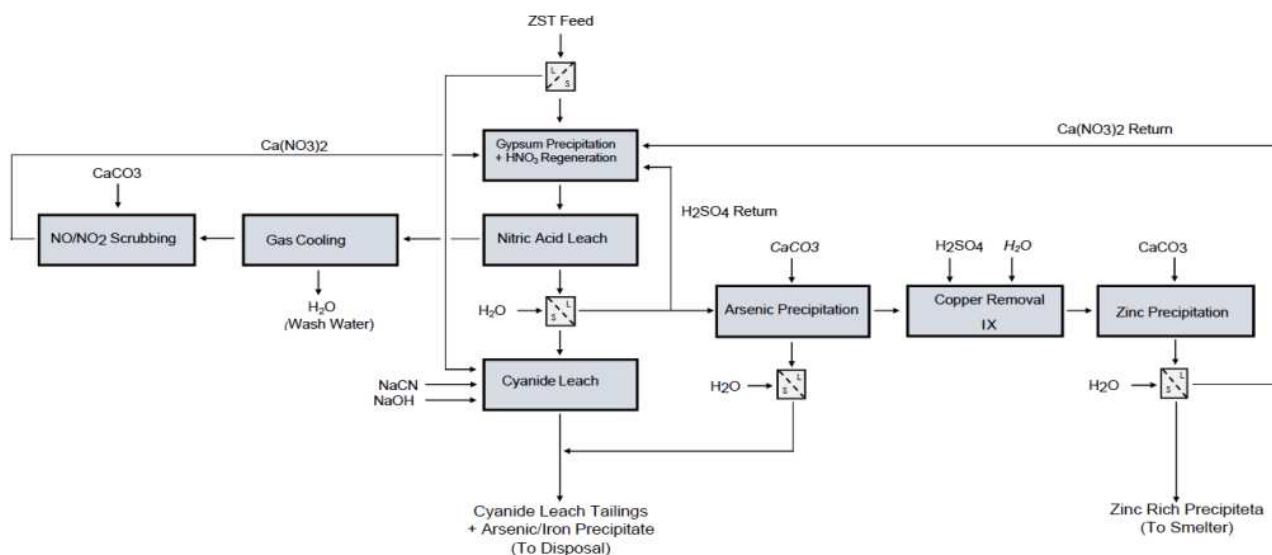 ZST Feed
L
S
Ca(NO3)2
Gypsum Precipitation
+ HNO₃ Regeneration
Ca(NO3)2 Return
CaCO3
NO/NO2 Scrubbing
Gas Cooling
Nitric Acid Leach
H2SO4 Return
H₂O
(Wash Water)
H₂O
S
L
CaCO3
Arsenic Precipitation
H2SO4
H₂O
Copper Removal
IX
CaCO3
Zinc Precipitation
NaCN
NaOH
Cyanide Leach
H2O
S
L
H2O
S
L
Cyanide Leach Tailings
+ Arsenic/Iron Precipitate
(To Disposal)
Zinc Rich Precipiteta
(To Smelter)